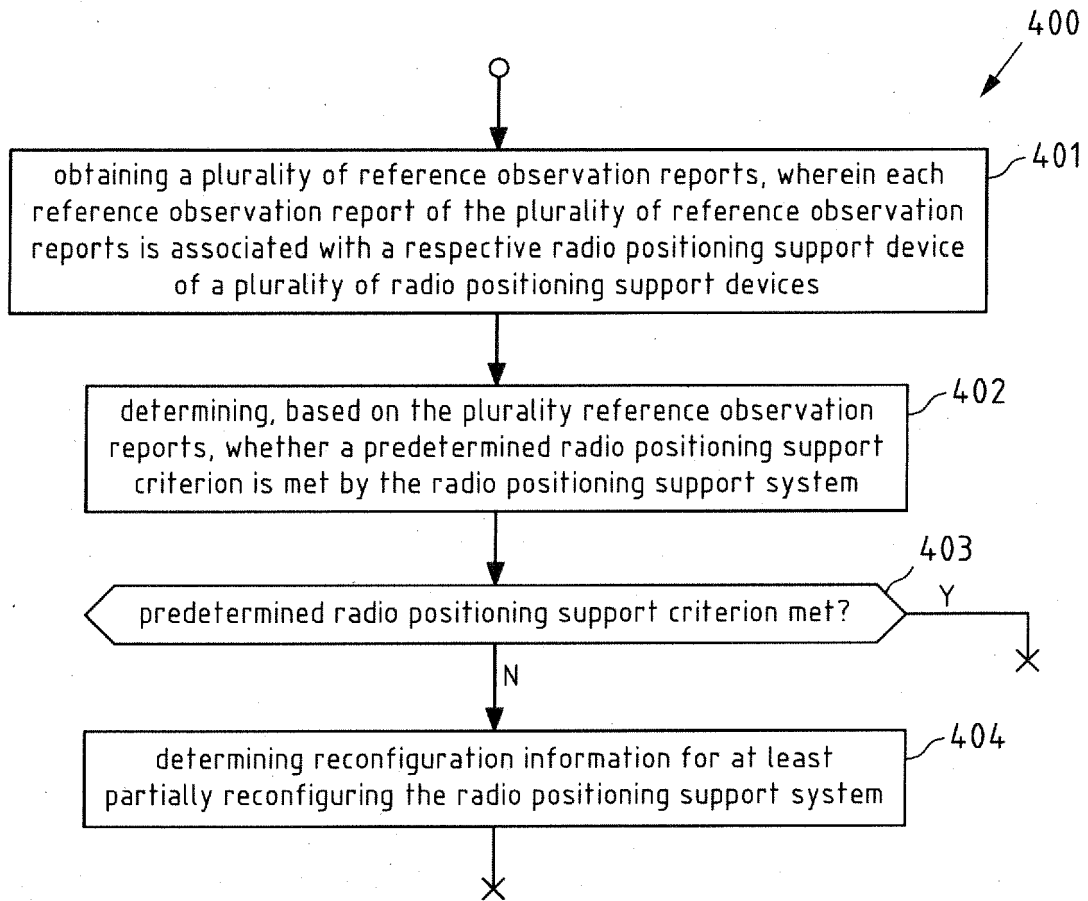 400
401
obtaining a plurality of reference observation reports, wherein each
reference observation report of the plurality of reference observation
reports is associated with a respective radio positioning support device
of a plurality of radio positioning support devices
402
determining, based on the plurality reference observation
reports, whether a predetermined radio positioning support
criterion is met by the radio positioning support system
403
predetermined radio positioning support criterion met?
Y
N
404
determining reconfiguration information for at least
partially reconfiguring the radio positioning support system